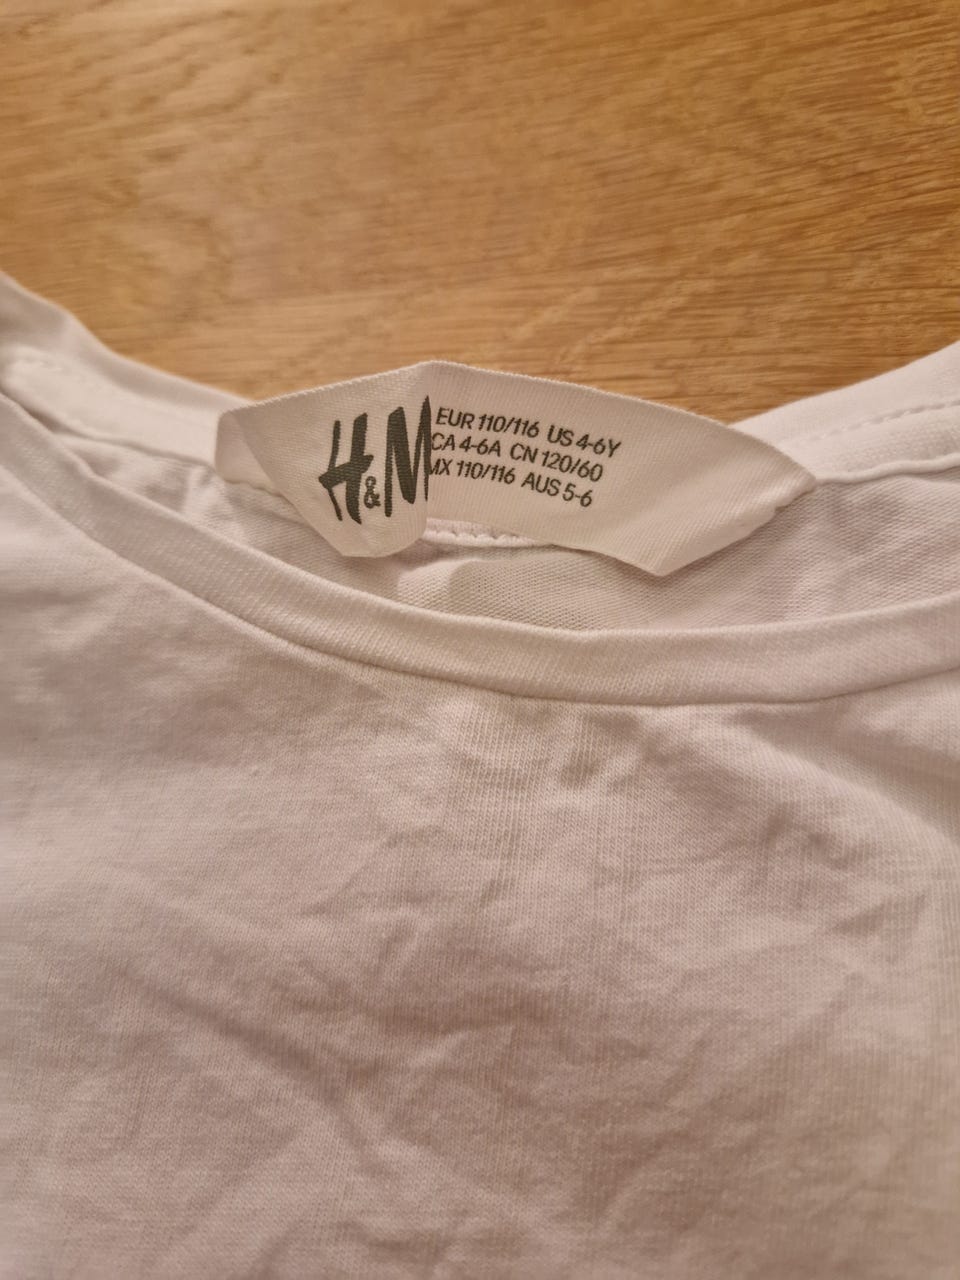 H&M
EUR 110/116 US 4-6Y
CA 4-6A CN 120/60
MX 110/116 AUS 5-6